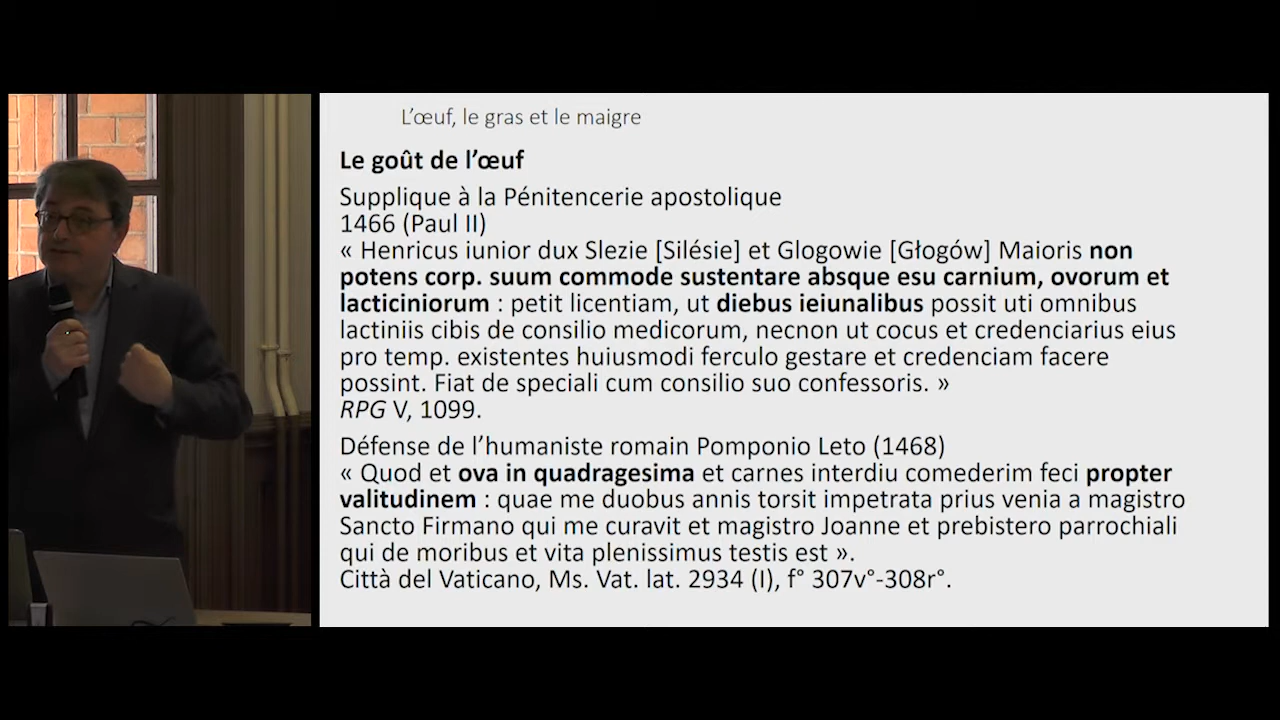 L’œuf, le gras et le maigre
Le goût de l’œuf
Supplique à la Pénitencerie apostolique
1466 (Paul II)
« Henricus iunior dux Slezie [Silésie] et Glogowie [Głogów] Maioris non
potens corp. suum commode sustentare absque esu carnium, ovorum et
lacticiniorum : petit licentiam, ut diebus ieiunalibus possit uti omnibus
lactiniis cibis de consilio medicorum, necnon ut cocus et credenciarius eius
pro temp. existentes huiusmodi ferculo gestare et credenciam facere
possint. Fiat de speciali cum consilio suo confessoris. »
RPG V, 1099.
Défense de l’humaniste romain Pomponio Leto (1468)
« Quod et ova in quadragesima et carnes interdiu comederim feci propter
valitudinem : quae me duobus annis torsit impetrata prius venia a magistro
Sancto Firmano qui me curavit et magistro Joanne et prebistero parrochiali
qui de moribus et vita plenissimus testis est ».
Città del Vaticano, Ms. Vat. lat. 2934 (I), f° 307v°-308r°.